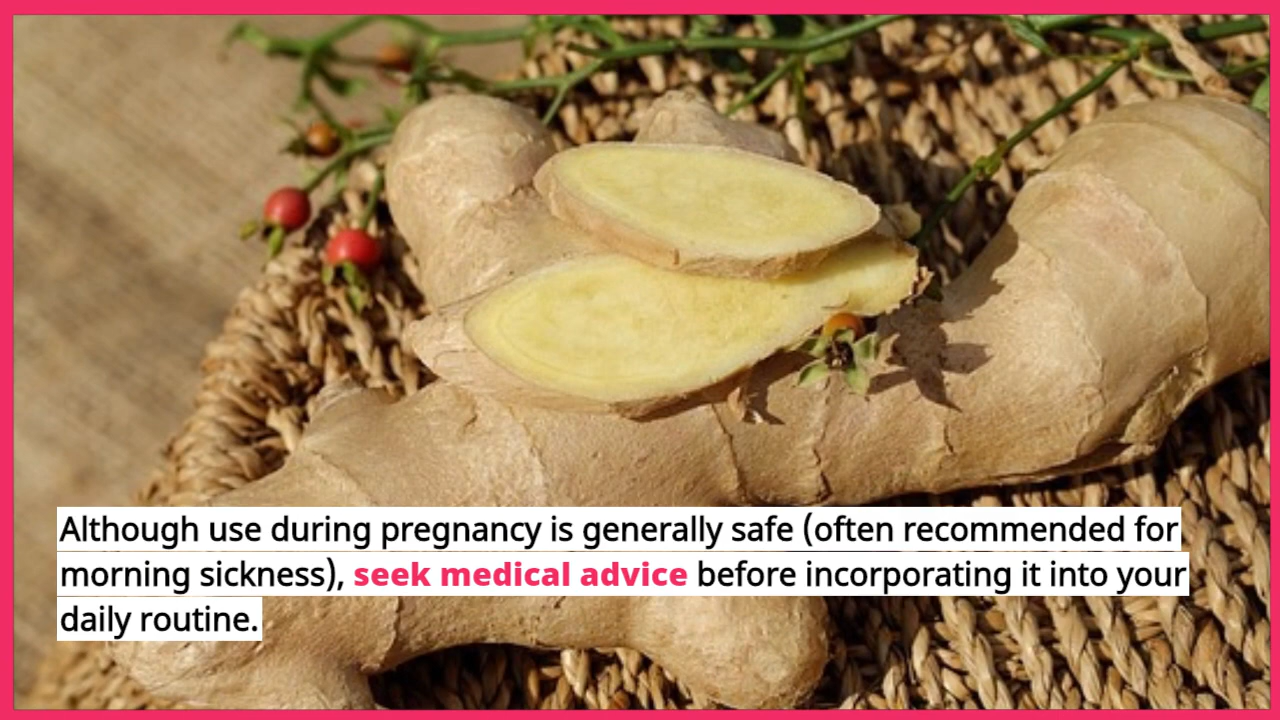 Although use during pregnancy is generally safe (often recommended for
morning sickness), seek medical advice before incorporating it into your
daily routine.